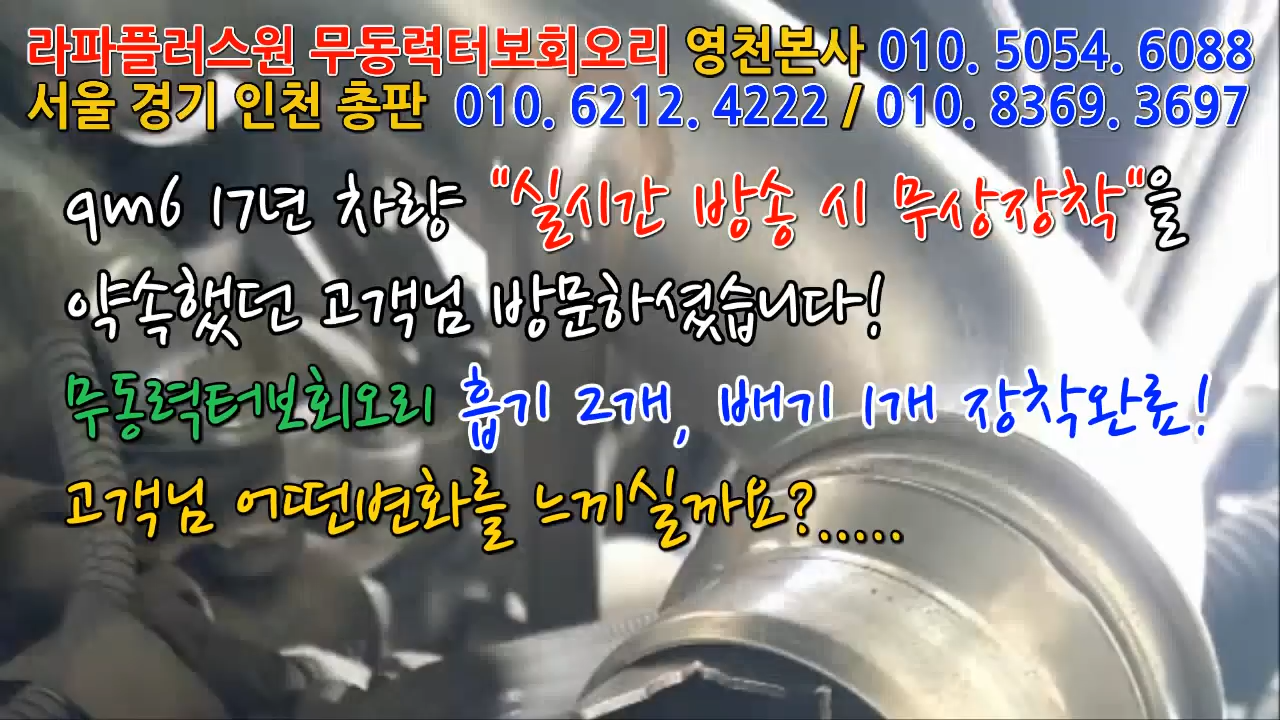 라파플러스원 무동력터보회오리 영천본사 010. 5054. 6088
서울 경기 인천 총판 010. 6212. 4222 / 010. 8369. 3697
qm6 17년 차량 "실시간 방송 시 무상장착"을
약속했던 고객님 방문하셨습니다!
무동력터보회오리 흡기 2개, 배기 1개 장착완료!
고객님 어떤변화를 느끼실까요?.....